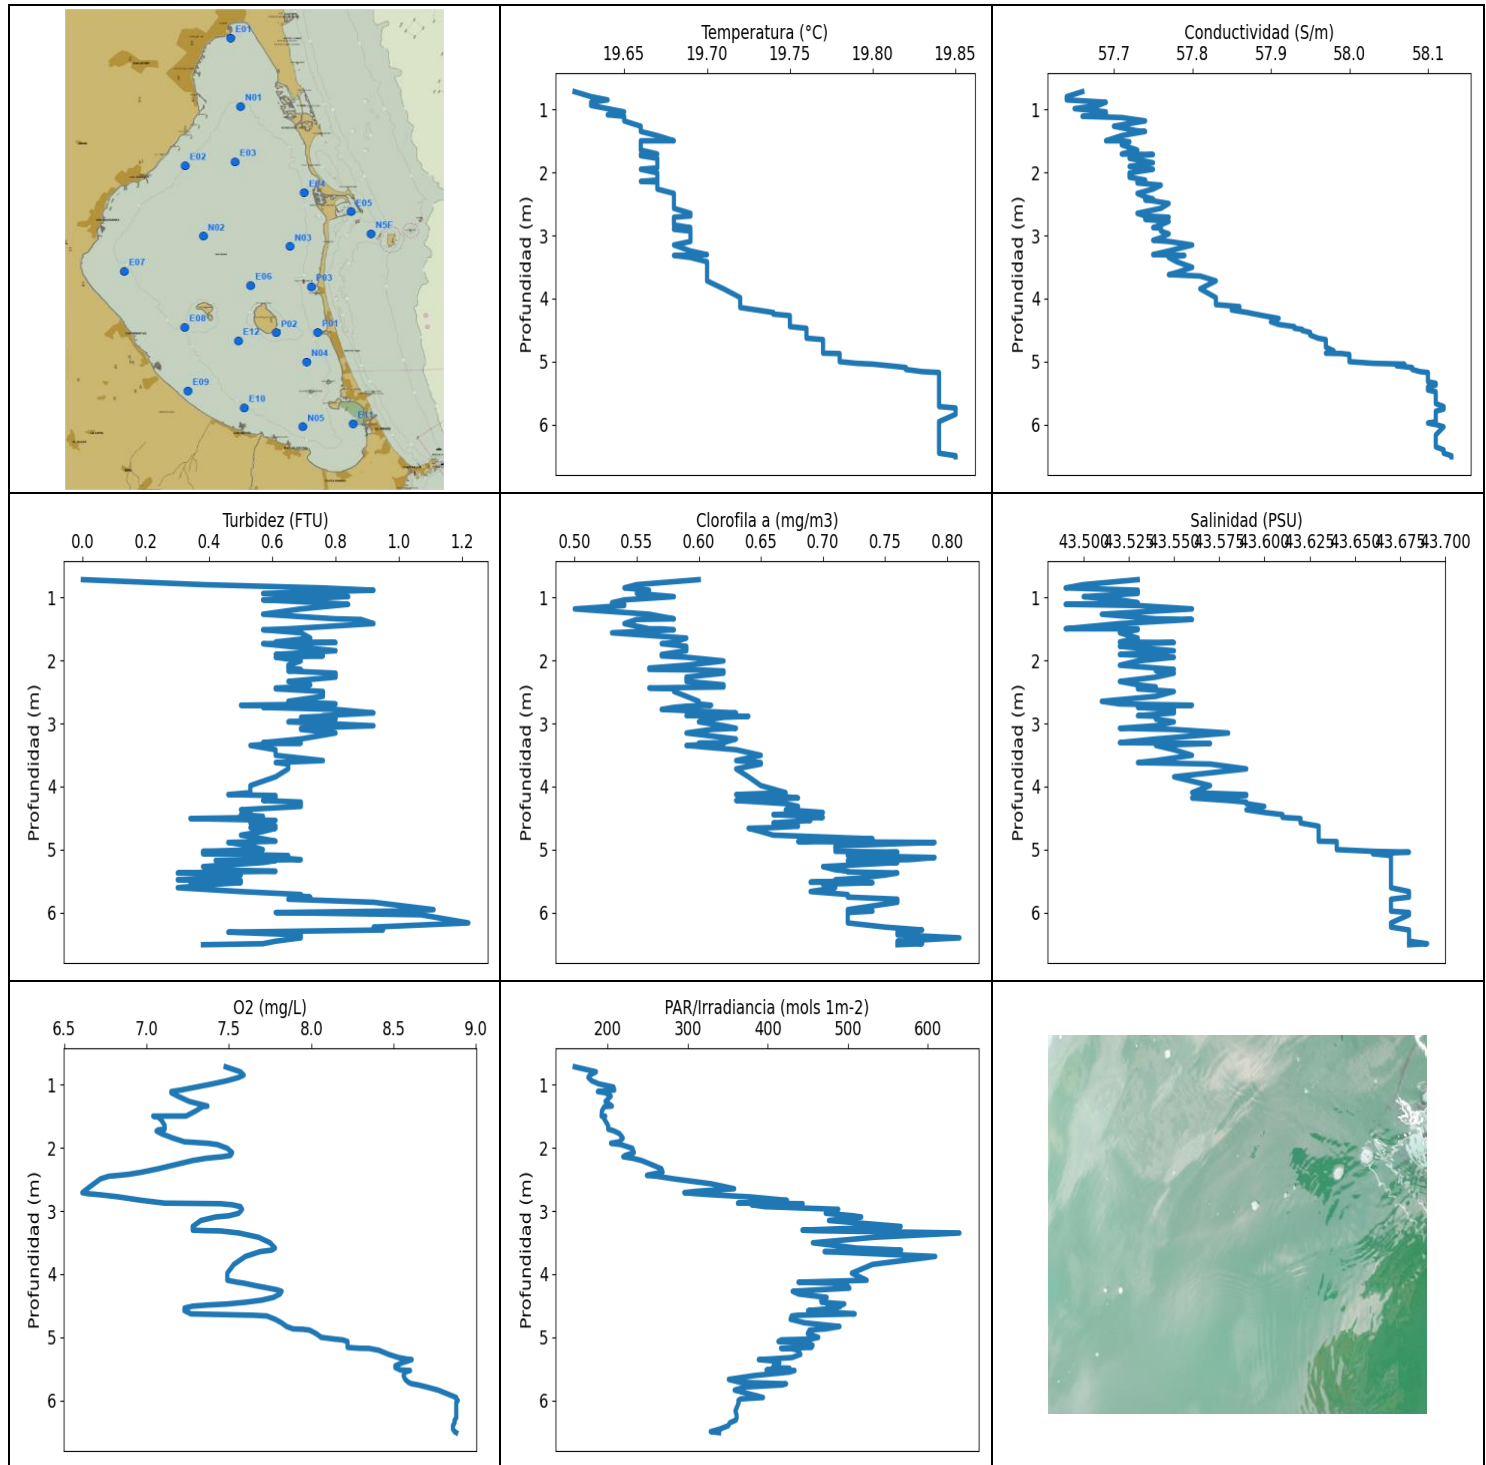 E01
N01
E02
E03
E04
E05
N5F
N02
N03
E07
E06
P03
E08
E12
P02
P01
N04
E09
E10
N05
E11
Temperatura (°C)
19.65 19.70 19.75 19.80 19.85
Profundidad (m)
1
2
3
4
5
6
Conductividad (S/m)
57.7 57.8 57.9 58.0 58.1
Profundidad (m)
1
2
3
4
5
6
Turbidez (FTU)
0.0 0.2 0.4 0.6 0.8 1.0 1.2
Profundidad (m)
1
2
3
4
5
6
Clorofila a (mg/m3)
0.50 0.55 0.60 0.65 0.70 0.75 0.80
Profundidad (m)
1
2
3
4
5
6
Salinidad (PSU)
43.500 43.525 43.550 43.575 43.600 43.625 43.650 43.675 43.700
Profundidad (m)
1
2
3
4
5
6
O2 (mg/L)
6.5 7.0 7.5 8.0 8.5 9.0
Profundidad (m)
1
2
3
4
5
6
PAR/Irradiancia (mols 1m-2)
200 300 400 500 600
Profundidad (m)
1
2
3
4
5
6